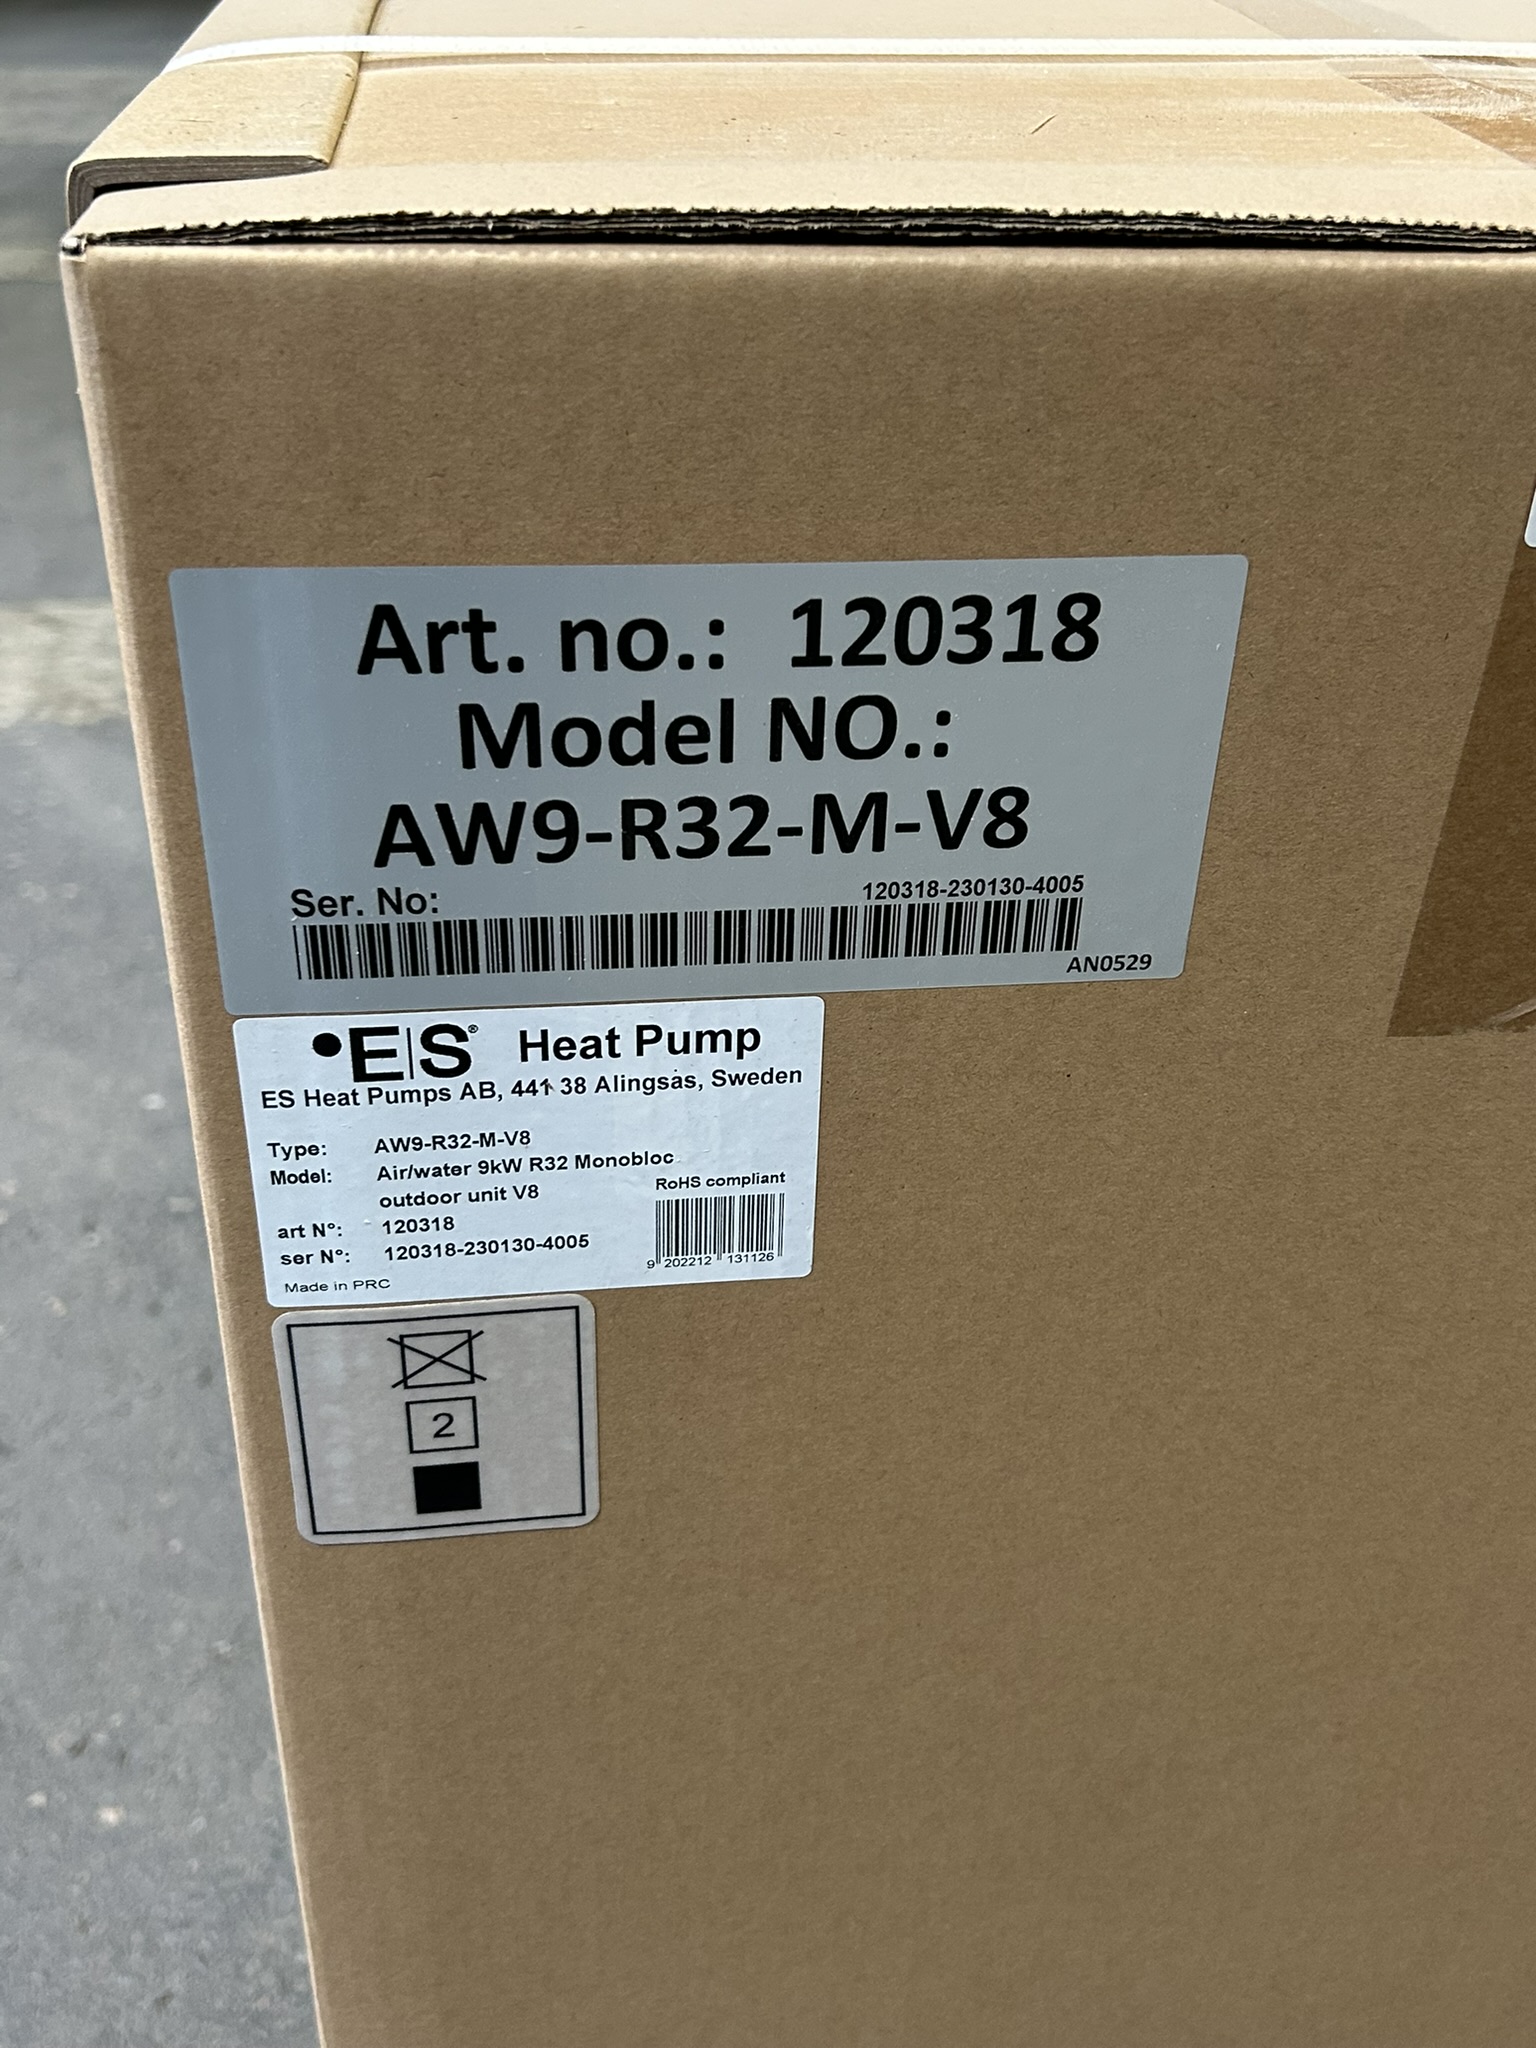 Art. no.: 120318
Model NO.:
AW9-R32-M-V8
Ser. No: 120318-230130-4005
AN0529
•E|S® Heat Pump
ES Heat Pumps AB, 441 38 Alingsås, Sweden
Type: AW9-R32-M-V8
Model: Air/water 9kW R32 Monobloc
outdoor unit V8
RoHS compliant
art N°: 120318
ser N°: 120318-230130-4005
9 202212 131126
Made in PRC
2